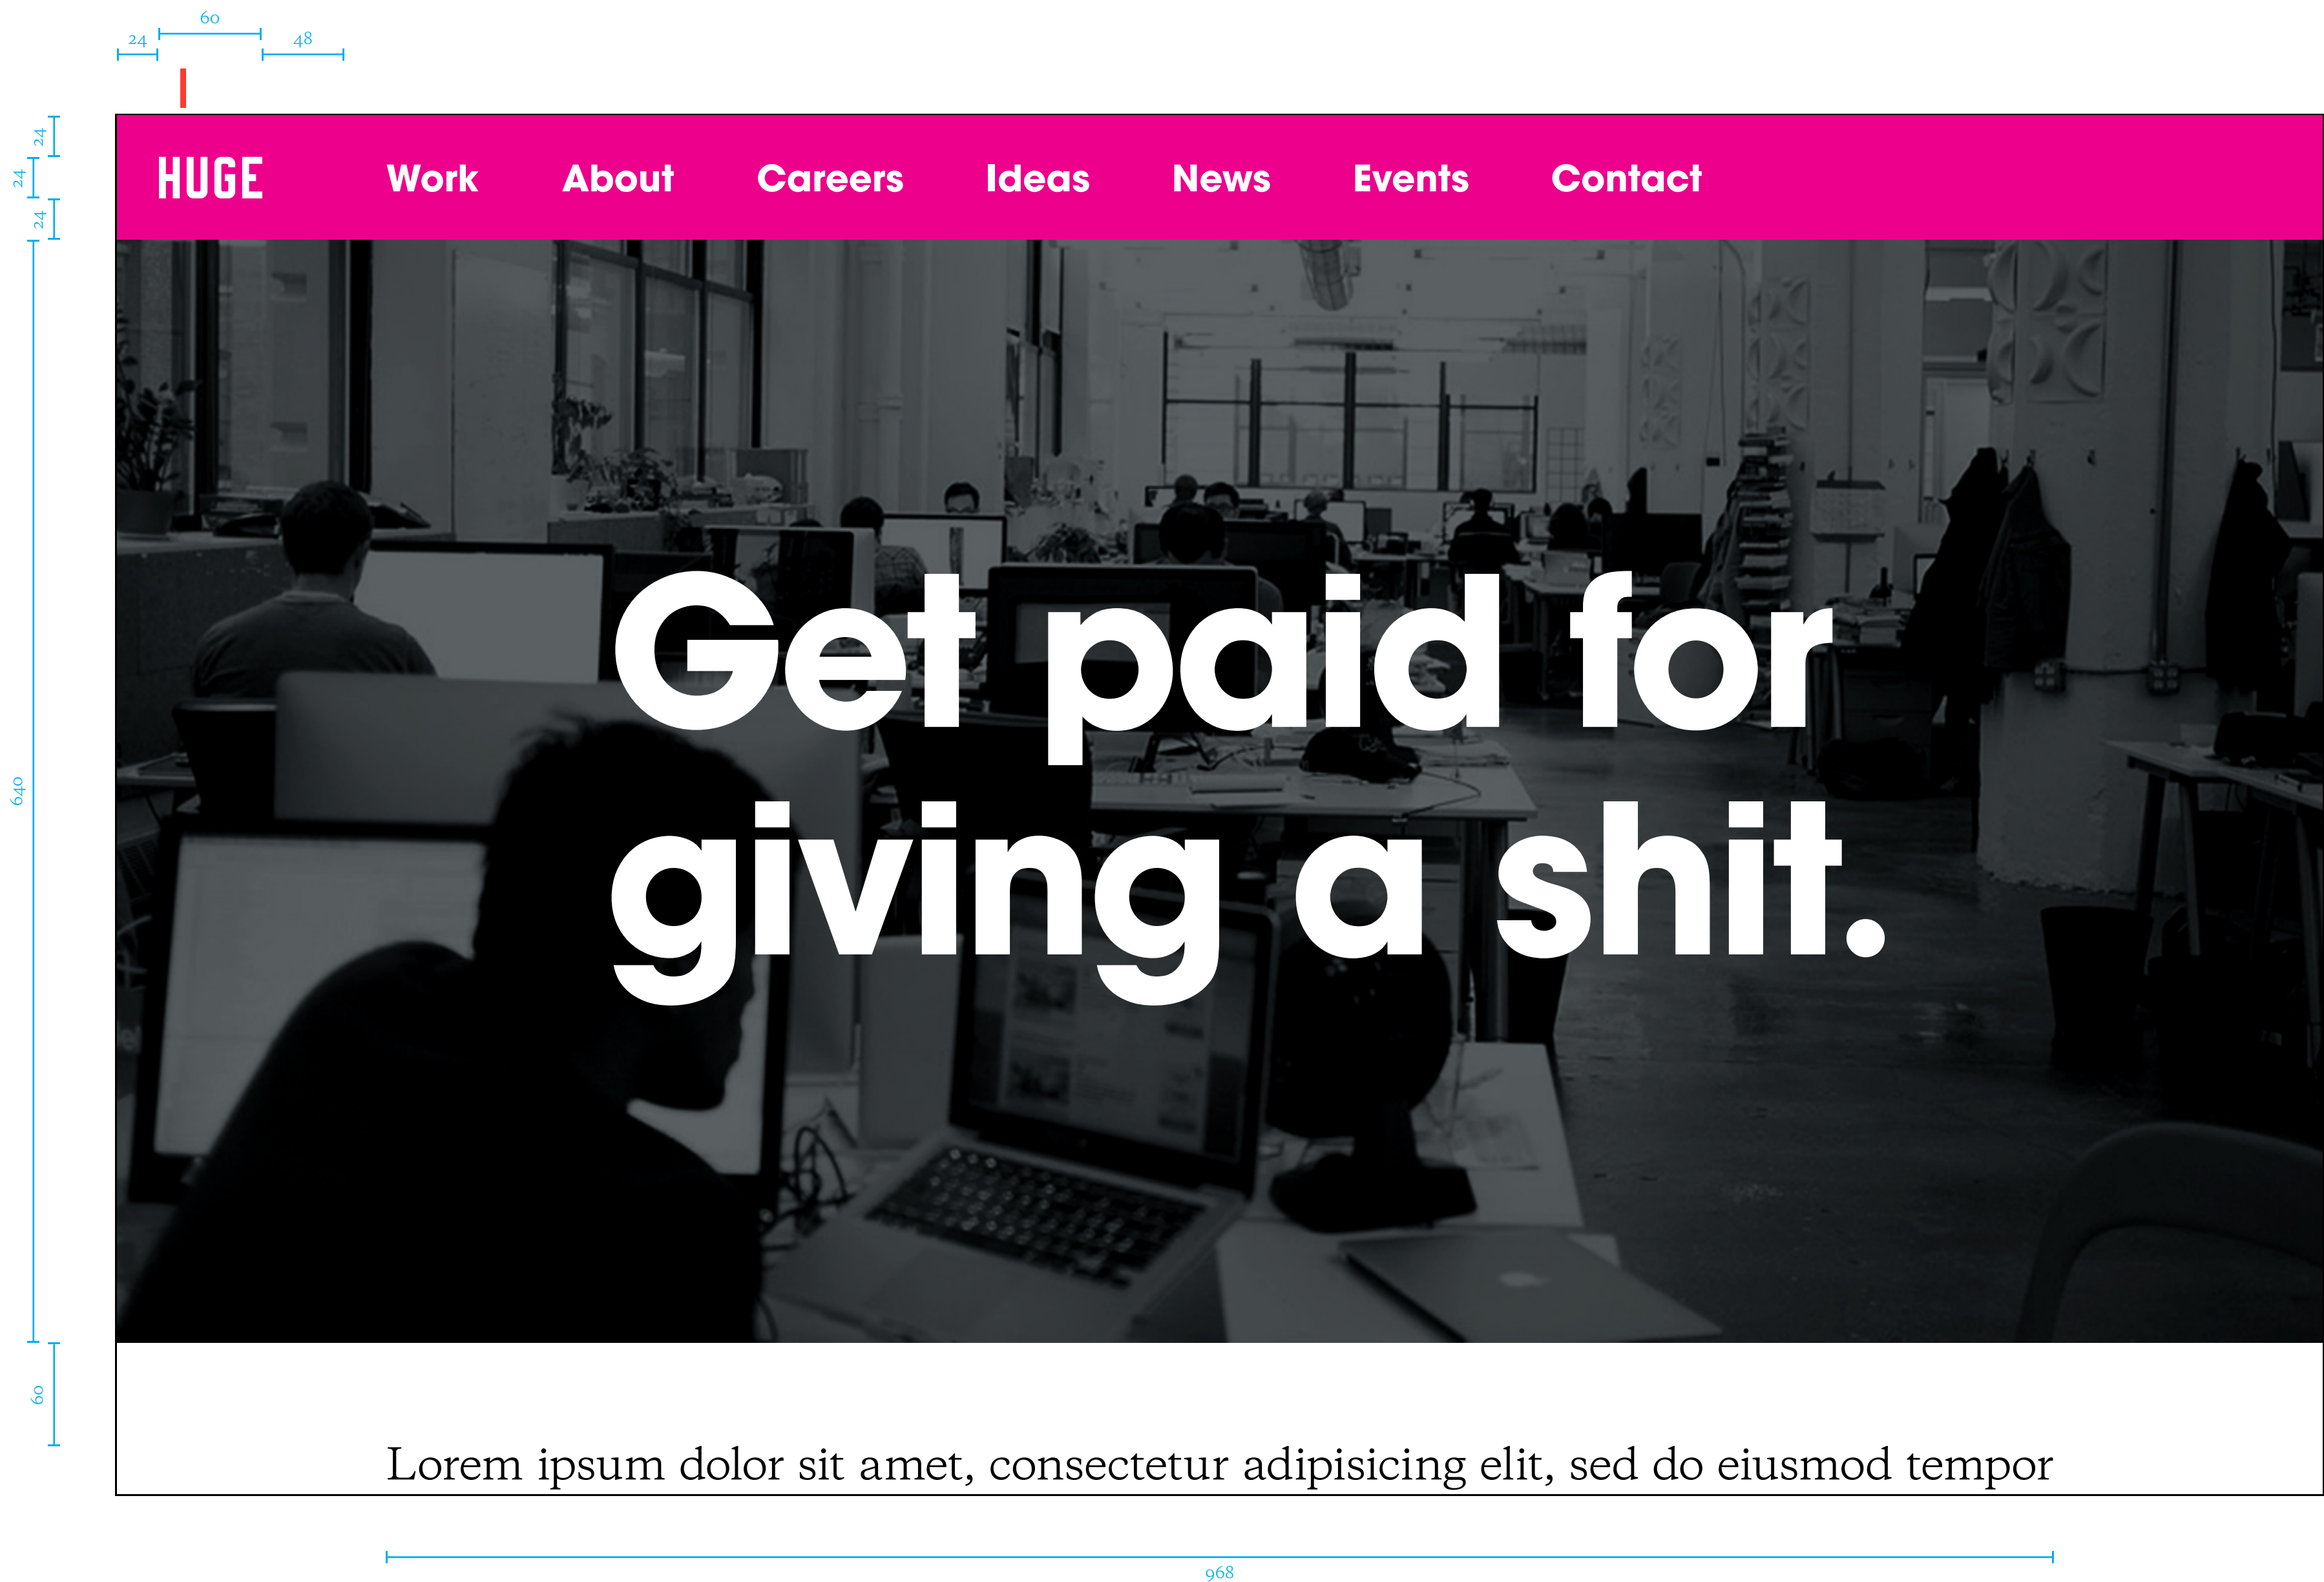 60
24
48
24
24
24
HUGE Work About Careers Ideas News Events Contact
Get paid for
giving a shit.
640
60
Lorem ipsum dolor sit amet, consectetur adipisicing elit, sed do eiusmod tempor
968